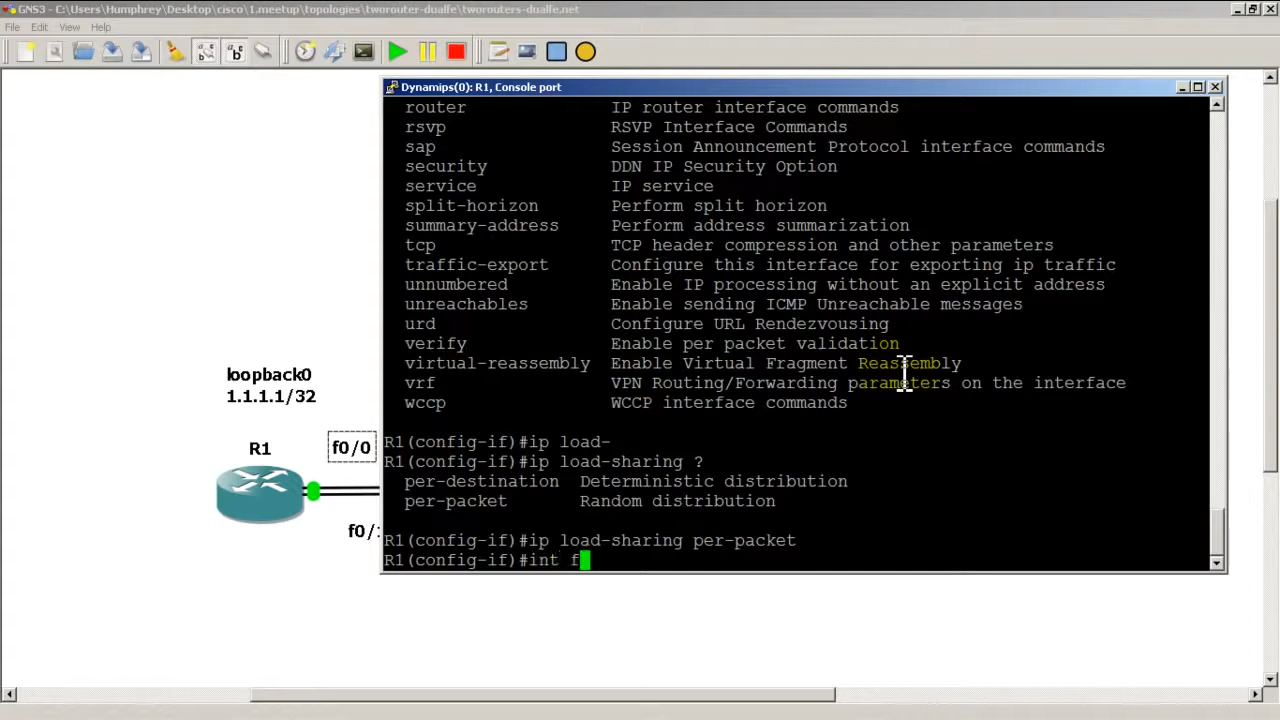 GNS3 - C:\Users\Humphrey\Desktop\cisco\1.meetup\topologies\tworouter-dualfe\tworouters-dualfe.net
File Edit View Help
Dynamips(0): R1, Console port
router IP router interface commands
rsvp RSVP Interface Commands
sap Session Announcement Protocol interface commands
security DDN IP Security Option
service IP service
split-horizon Perform split horizon
summary-address Perform address summarization
tcp TCP header compression and other parameters
traffic-export Configure this interface for exporting ip traffic
unnumbered Enable IP processing without an explicit address
unreachables Enable sending ICMP Unreachable messages
urd Configure URL Rendezvousing
verify Enable per packet validation
virtual-reassembly Enable Virtual Fragment Reassembly
vrf VPN Routing/Forwarding parameters on the interface
wccp WCCP interface commands
R1(config-if)#ip load-
R1(config-if)#ip load-sharing ?
per-destination Deterministic distribution
per-packet Random distribution
R1(config-if)#ip load-sharing per-packet
R1(config-if)#int f
loopback0
1.1.1.1/32
R1
f0/0
f0/